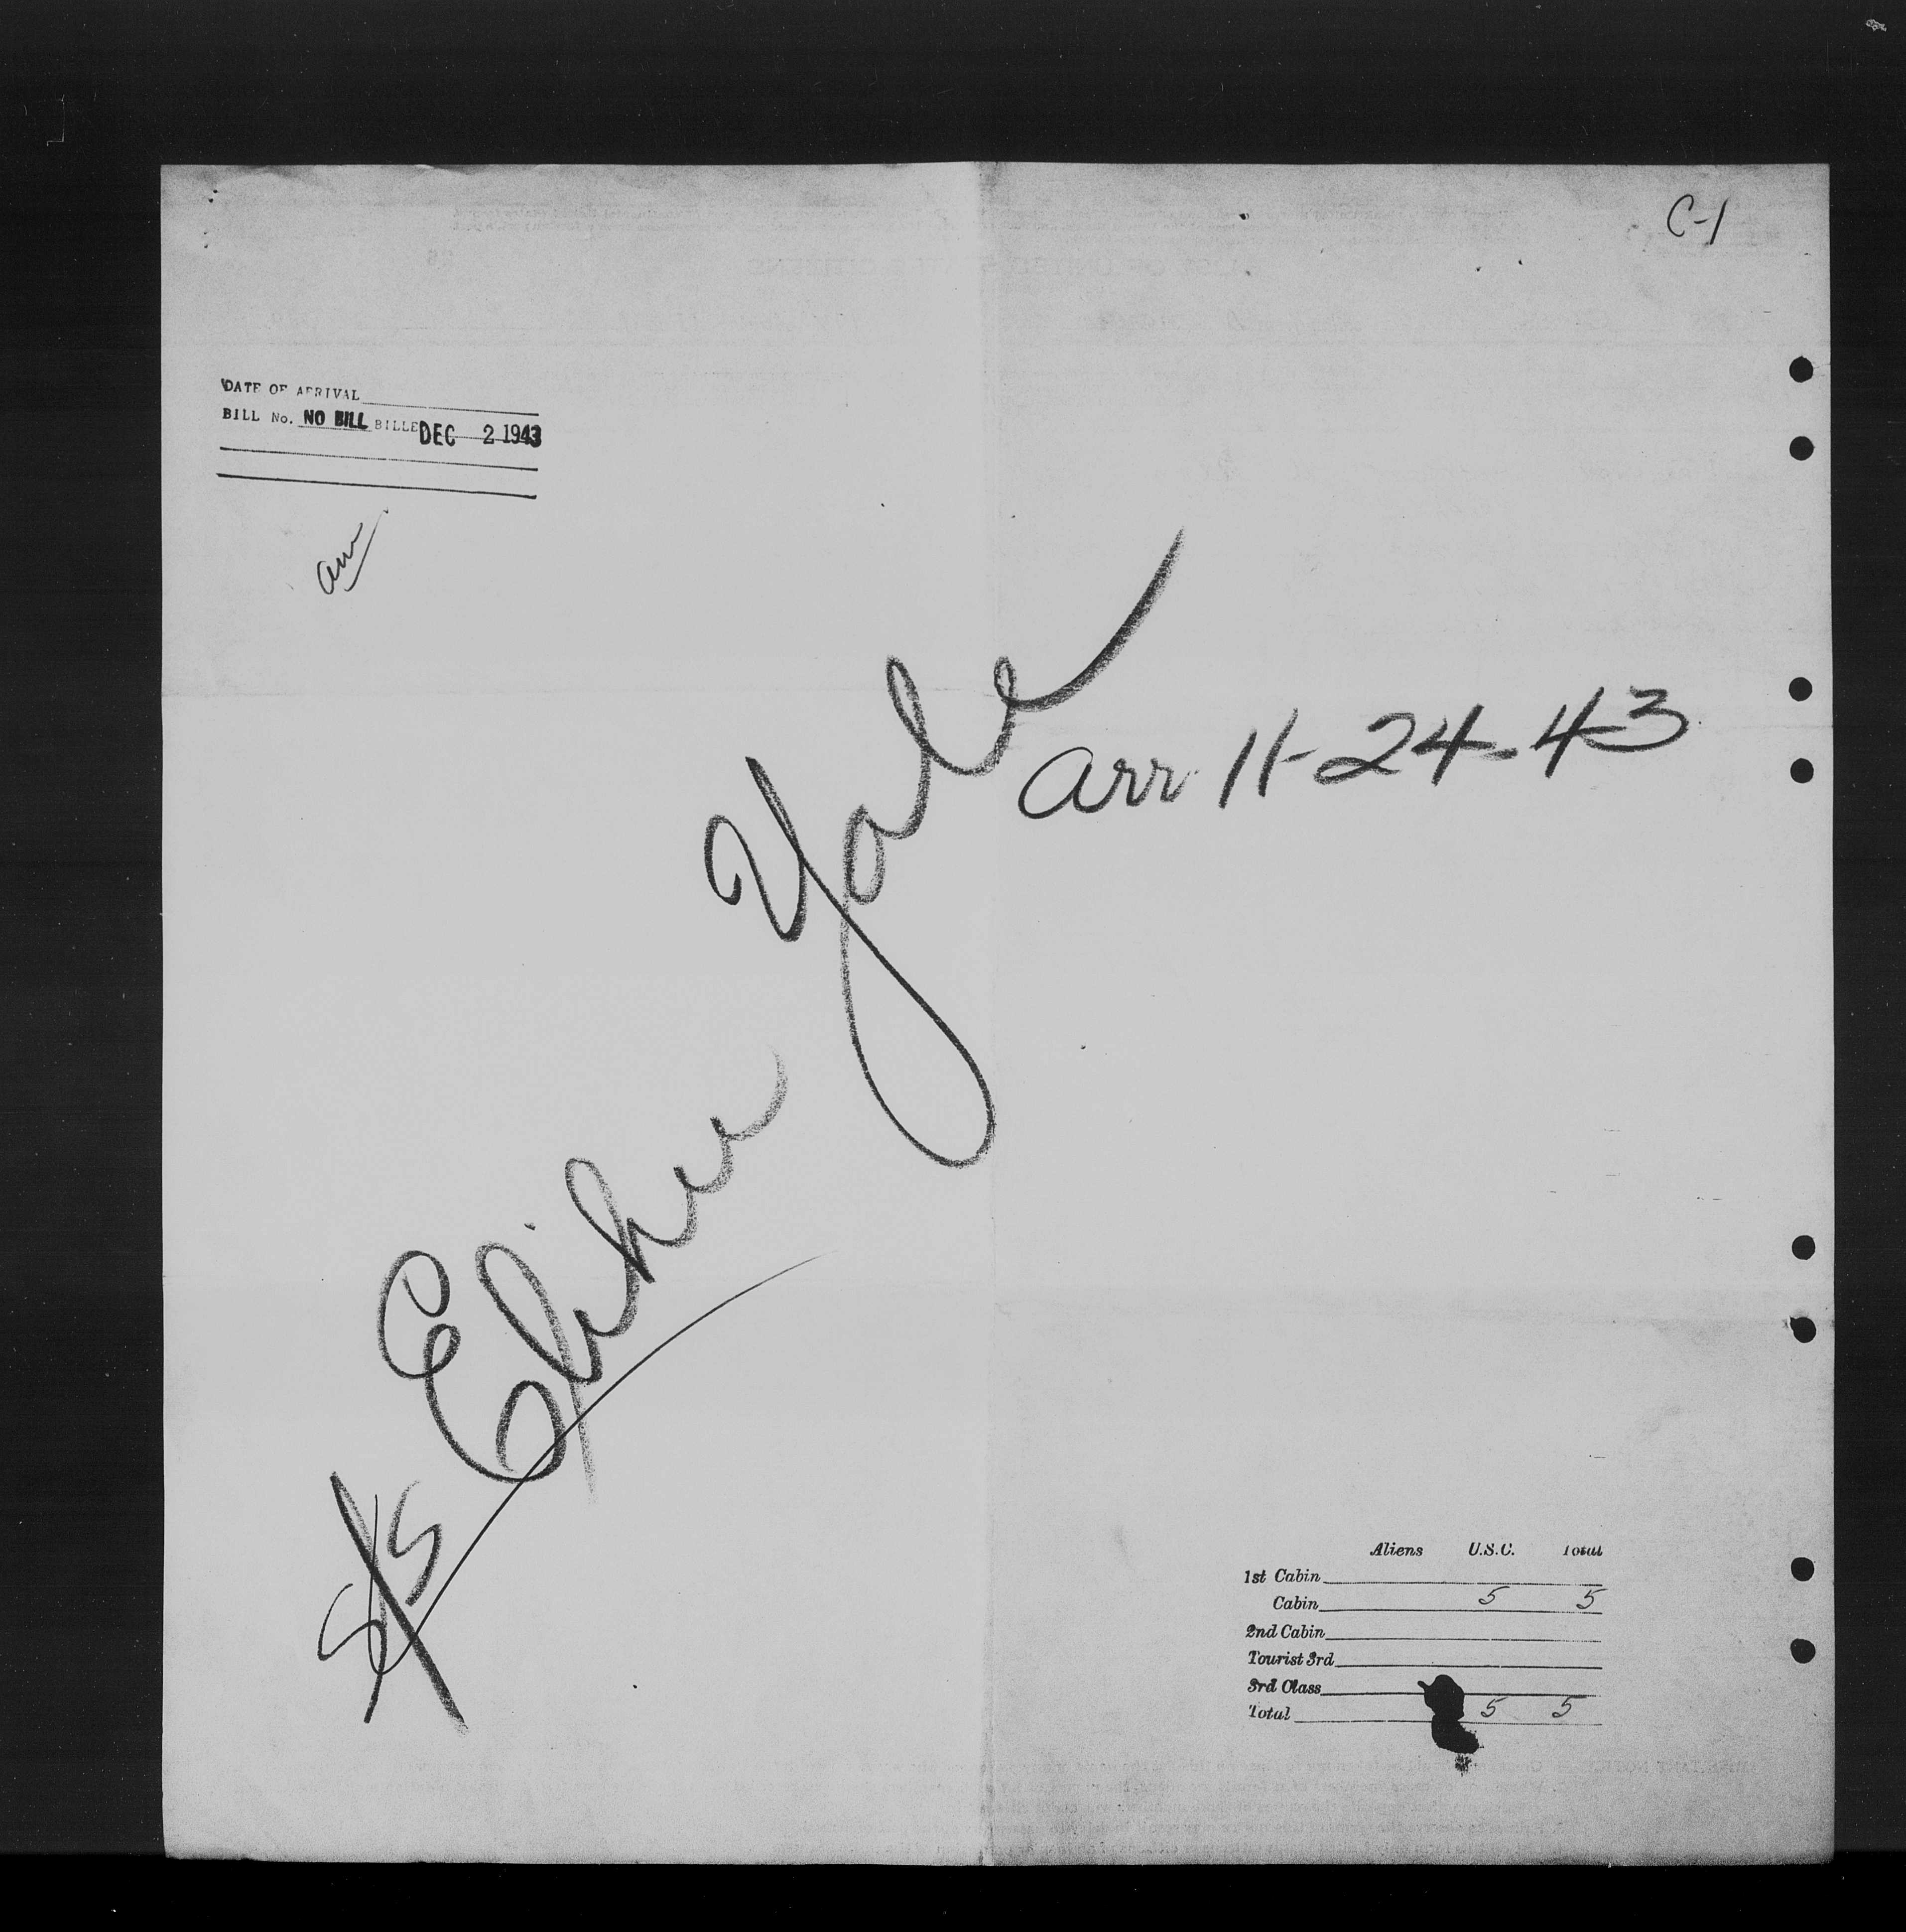 C-1
DATE OF ARRIVAL
BILL No. NO BILL BILLED DEC 2 1943
S/S Elihu Yale
arr 11-24-43
Aliens U.S.C. Total
1st Cabin
Cabin 5 5
2nd Cabin
Tourist 3rd
3rd Class
Total 5 5